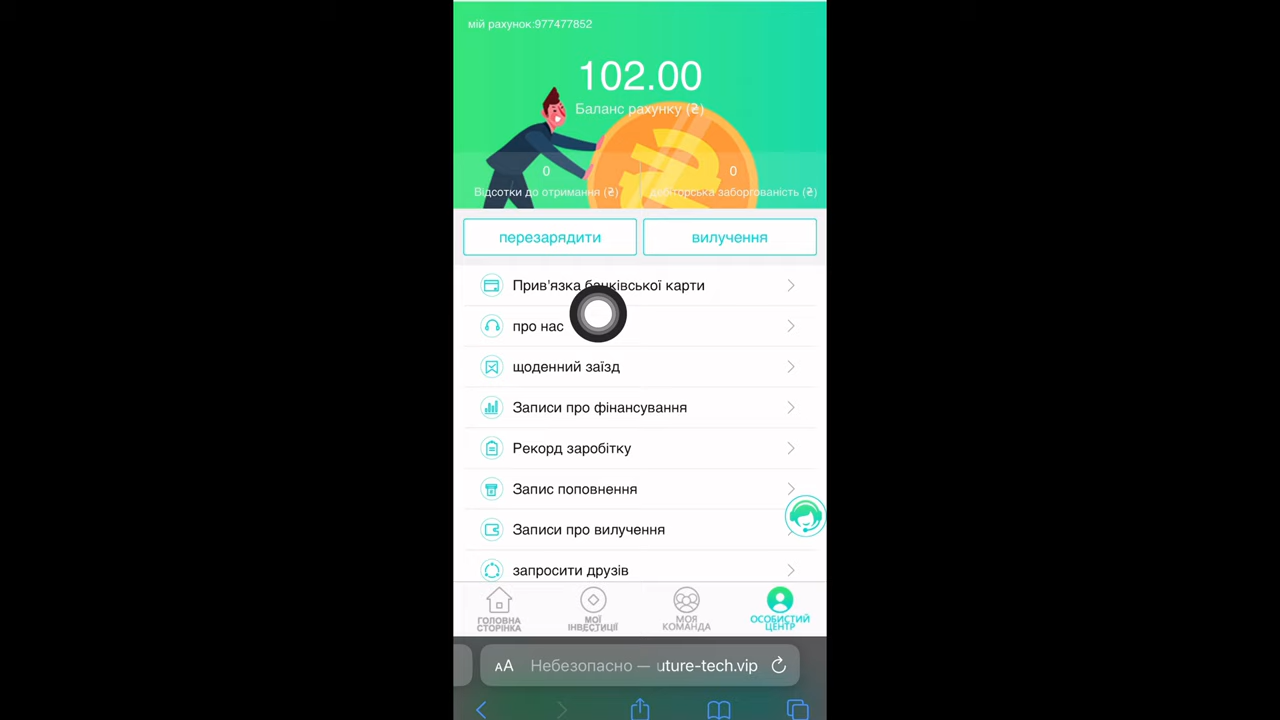 мій рахунок:977477852
102.00
Баланс рахунку (₴)
0
0
Відсотки до отримання (₴)
дебіторська заборгованість (₴)
перезарядити
вилучення
Прив'язка банківської карти
про нас
щоденний заїзд
Записи про фінансування
Рекорд заробітку
Запис поповнення
Записи про вилучення
запросити друзів
ГОЛОВНА
СТОРІНКА
МОЇ
ІНВЕСТИЦІЇ
МОЯ
КОМАНДА
ОСОБИСТИЙ
ЦЕНТР
AA Небезопасно — uture-tech.vip